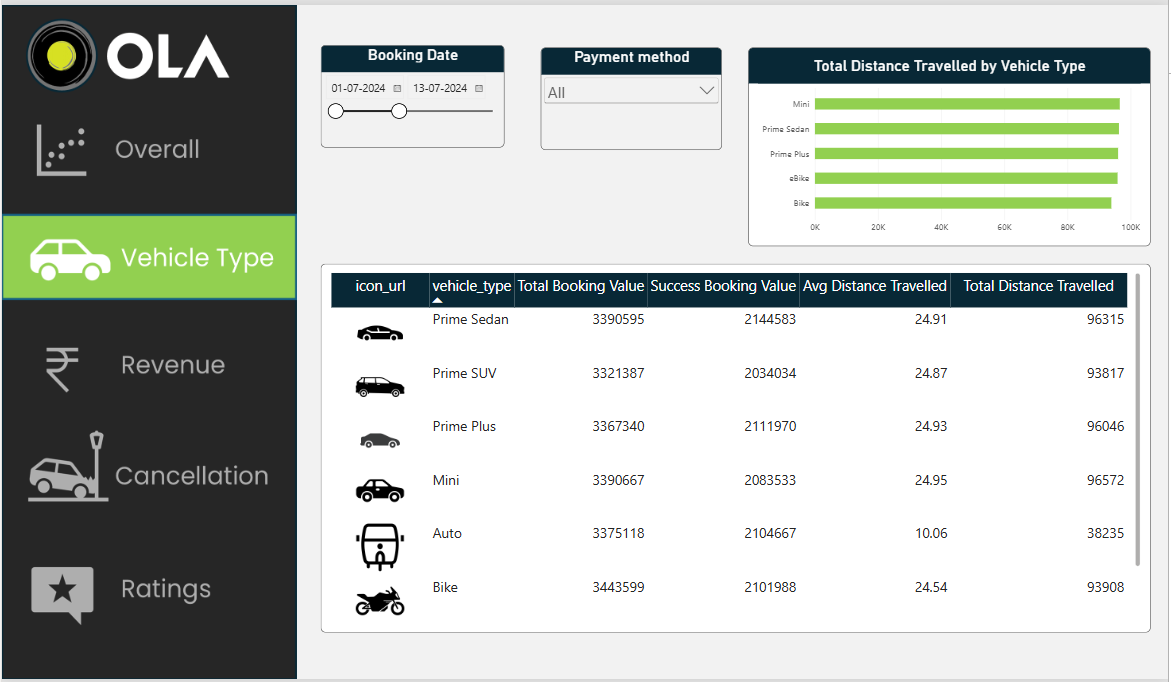 OLA
Overall
Vehicle Type
Revenue
Cancellation
Ratings
Booking Date
01-07-2024 13-07-2024
Payment method
All
Total Distance Travelled by Vehicle Type
Mini
Prime Sedan
Prime Plus
eBike
Bike
0K 20K 40K 60K 80K 100K
icon_url vehicle_type Total Booking Value Success Booking Value Avg Distance Travelled Total Distance Travelled
Prime Sedan 3390595 2144583 24.91 96315
Prime SUV 3321387 2034034 24.87 93817
Prime Plus 3367340 2111970 24.93 96046
Mini 3390667 2083533 24.95 96572
Auto 3375118 2104667 10.06 38235
Bike 3443599 2101988 24.54 93908